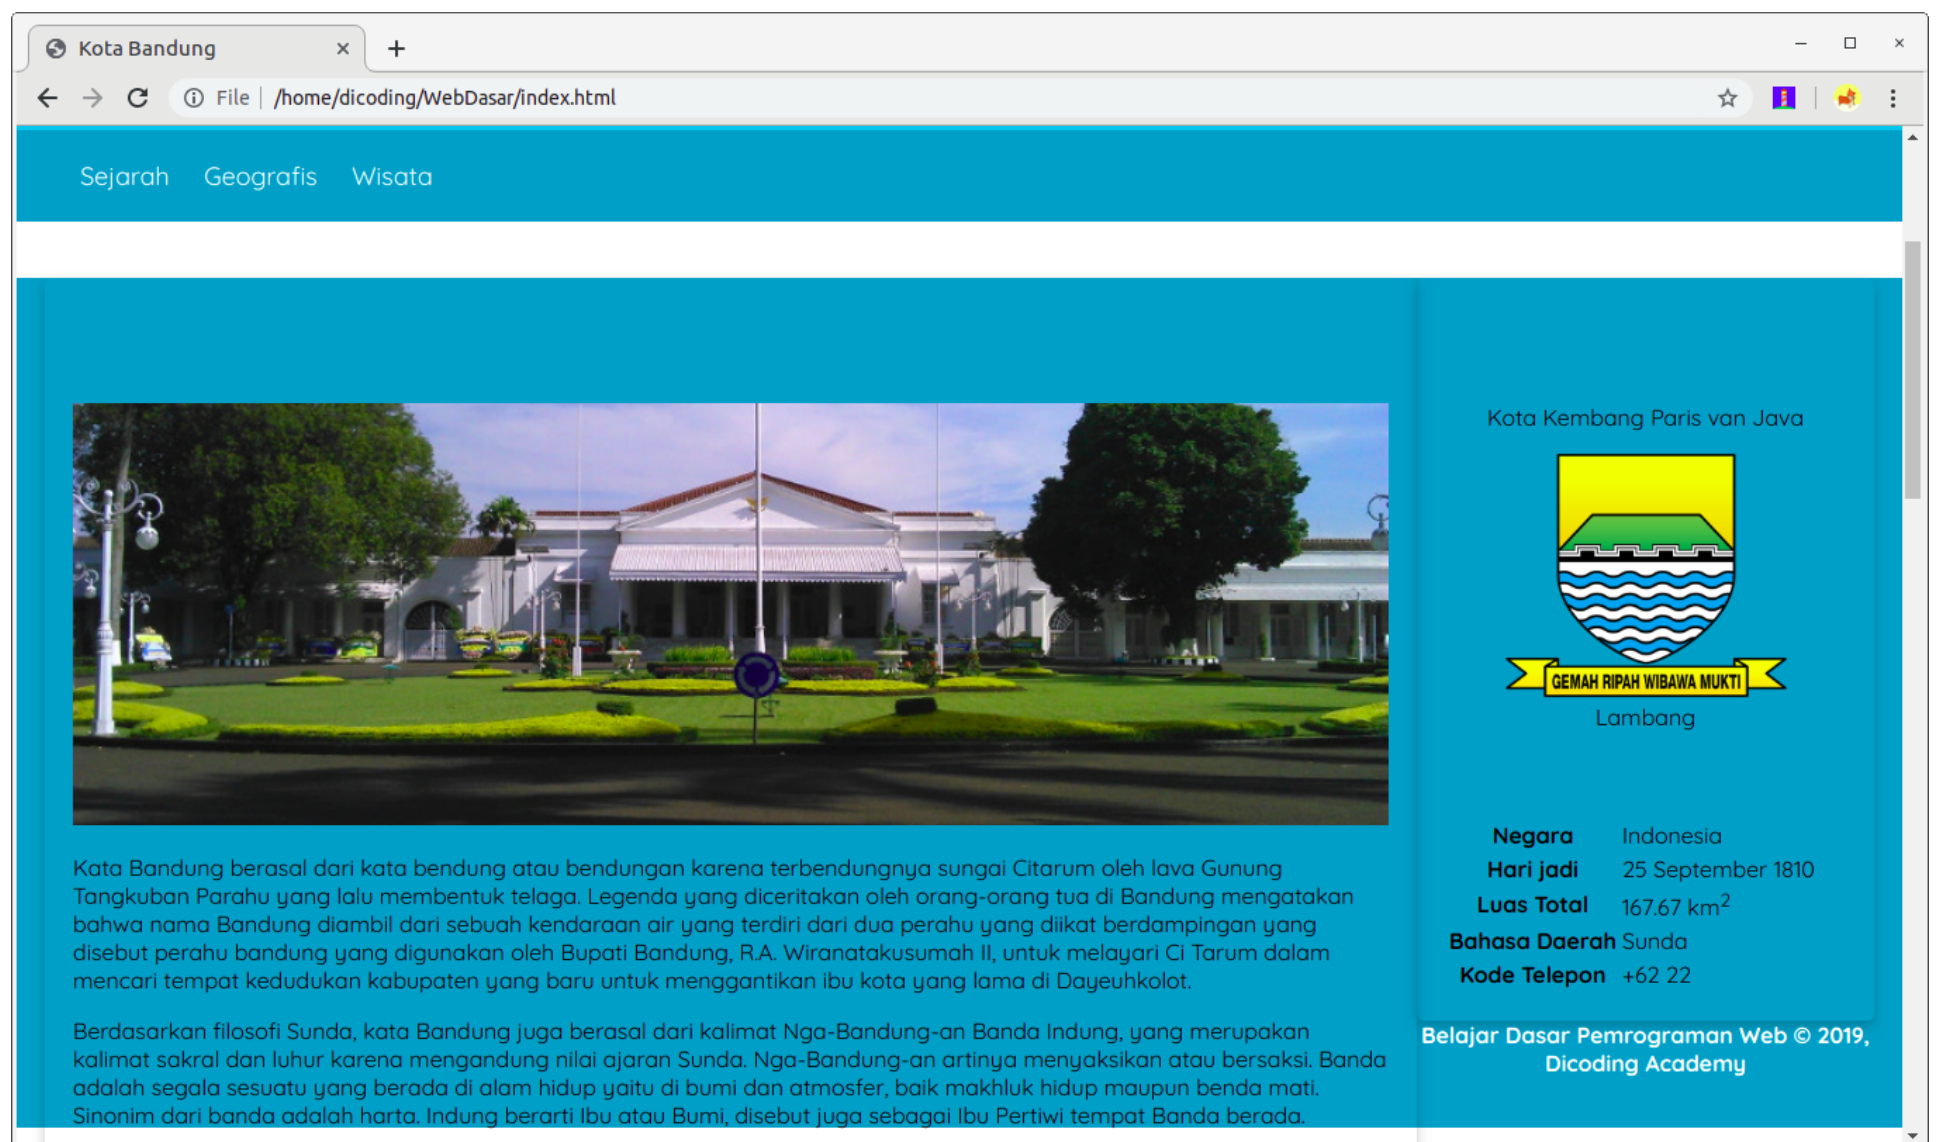 Kota Bandung
File | /home/dicoding/WebDasar/index.html
Sejarah Geografis Wisata
Kata Bandung berasal dari kata bendung atau bendungan karena terbendungnya sungai Citarum oleh lava Gunung
Tangkuban Parahu yang lalu membentuk telaga. Legenda yang diceritakan oleh orang-orang tua di Bandung mengatakan
bahwa nama Bandung diambil dari sebuah kendaraan air yang terdiri dari dua perahu yang diikat berdampingan yang
disebut perahu bandung yang digunakan oleh Bupati Bandung, R.A. Wiranatakusumah II, untuk melayari Ci Tarum dalam
mencari tempat kedudukan kabupaten yang baru untuk menggantikan ibu kota yang lama di Dayeuhkolot.
Berdasarkan filosofi Sunda, kata Bandung juga berasal dari kalimat Nga-Bandung-an Banda Indung, yang merupakan
kalimat sakral dan luhur karena mengandung nilai ajaran Sunda. Nga-Bandung-an artinya menyaksikan atau bersaksi. Banda
adalah segala sesuatu yang berada di alam hidup yaitu di bumi dan atmosfer, baik makhluk hidup maupun benda mati.
Sinonim dari banda adalah harta. Indung berarti Ibu atau Bumi, disebut juga sebagai Ibu Pertiwi tempat Banda berada.
Kota Kembang Paris van Java
GEMAH RIPAH WIBAWA MUKTI
Lambang
Negara Indonesia
Hari jadi 25 September 1810
Luas Total 167.67 km²
Bahasa Daerah Sunda
Kode Telepon +62 22
Belajar Dasar Pemrograman Web © 2019,
Dicoding Academy